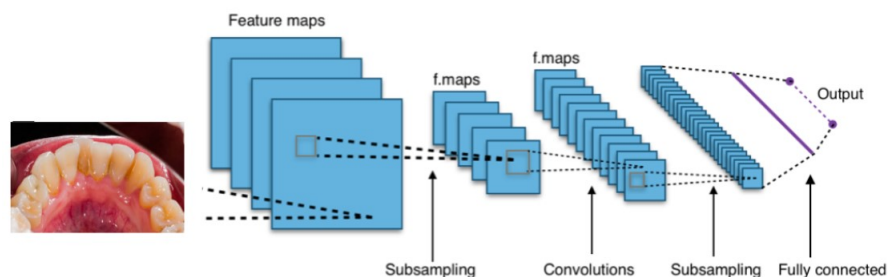 Feature maps
f.maps
f.maps
Output
Subsampling
Convolutions
Subsampling
Fully connected